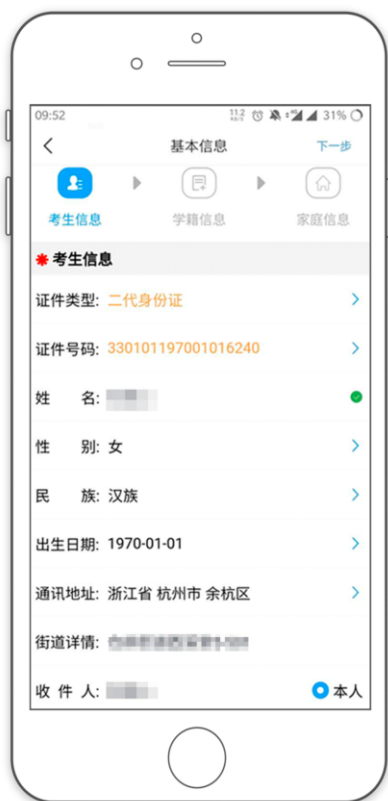 09:52 11.2 KB/S 31%
基本信息 下一步
考生信息 学籍信息 家庭信息
考生信息
证件类型: 二代身份证
证件号码: 330101197001016240
姓 名:
性 别: 女
民 族: 汉族
出生日期: 1970-01-01
通讯地址: 浙江省 杭州市 余杭区
街道详情:
收 件 人: 本人